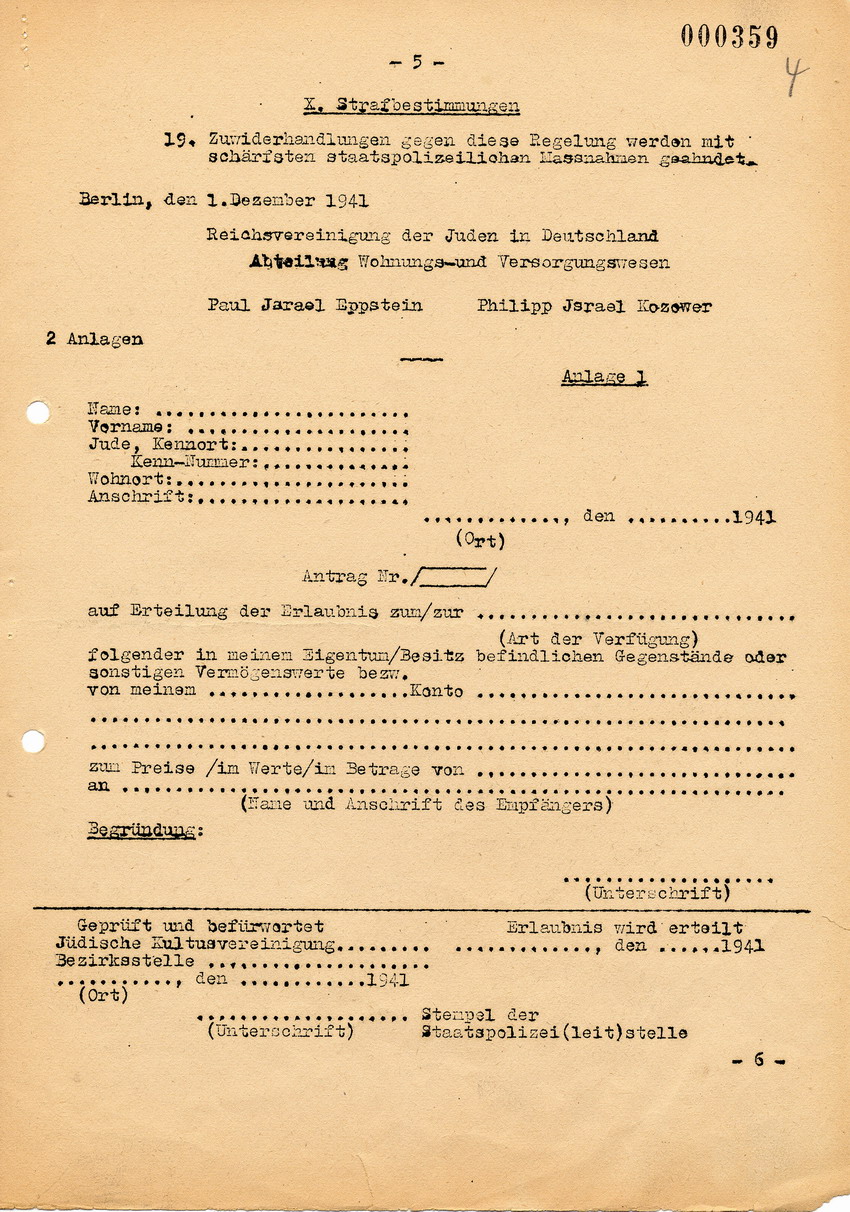 000359
4
- 5 -
X. Strafbestimmungen
19. Zuwiderhandlungen gegen diese Regelung werden mit
schärfsten staatspolizeilichen Massnahmen geahndet.
Berlin, den 1.Dezember 1941
Reichsvereinigung der Juden in Deutschland
Abteilung Wohnungs-und Versorgungswesen
Paul Jsrael Eppstein Philipp Jsrael Kozower
2 Anlagen
Anlage 1
Name: ........................
Vorname: .....................
Jude, Kennort:................
Kenn-Nummer:..............
Wohnort:......................
Anschrift:....................
............., den ..........1941
(Ort)
Antrag Nr./______/
auf Erteilung der Erlaubnis zum/zur ..............................
(Art der Verfügung)
folgender in meinem Eigentum/Besitz befindlichen Gegenstände oder
sonstigen Vermögenswerte bezw.
von meinem ...................Konto ..............................
..................................................................
..................................................................
zum Preise /im Werte/im Betrage von ..............................
an ...............................................................
(Name und Anschrift des Empfängers)
Begründung:
....................
(Unterschrift)
Geprüft und befürwortet Erlaubnis wird erteilt
Jüdische Kultusvereinigung......... ............., den ......1941
Bezirksstelle .....................
..........., den ............1941
(Ort)
.................... Stempel der
(Unterschrift) Staatspolizei(leit)stelle
- 6 -